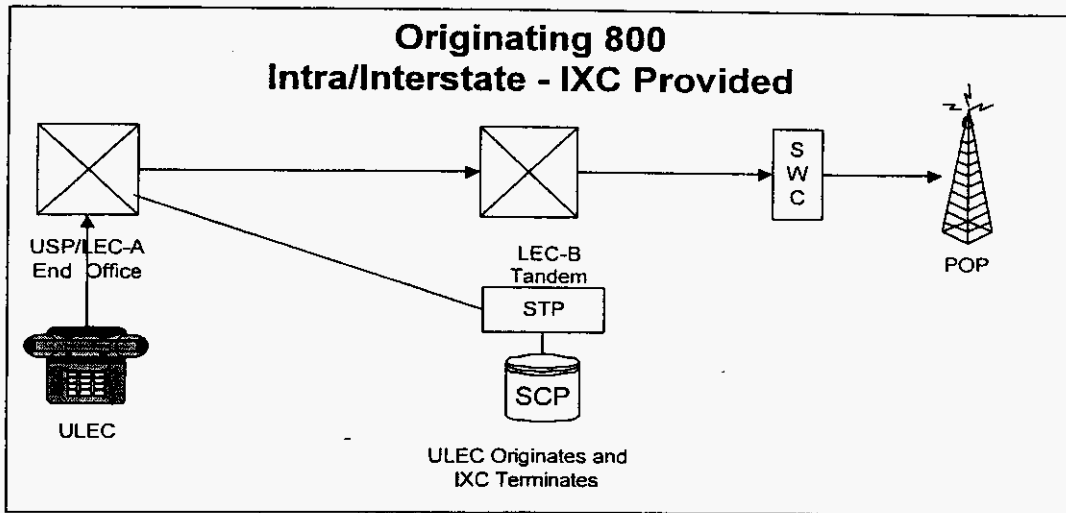 Originating 800
Intra/Interstate - IXC Provided
S
W
C
USP/LEC-A
End Office
LEC-B
Tandem
POP
STP
SCP
ULEC
ULEC Originates and
IXC Terminates